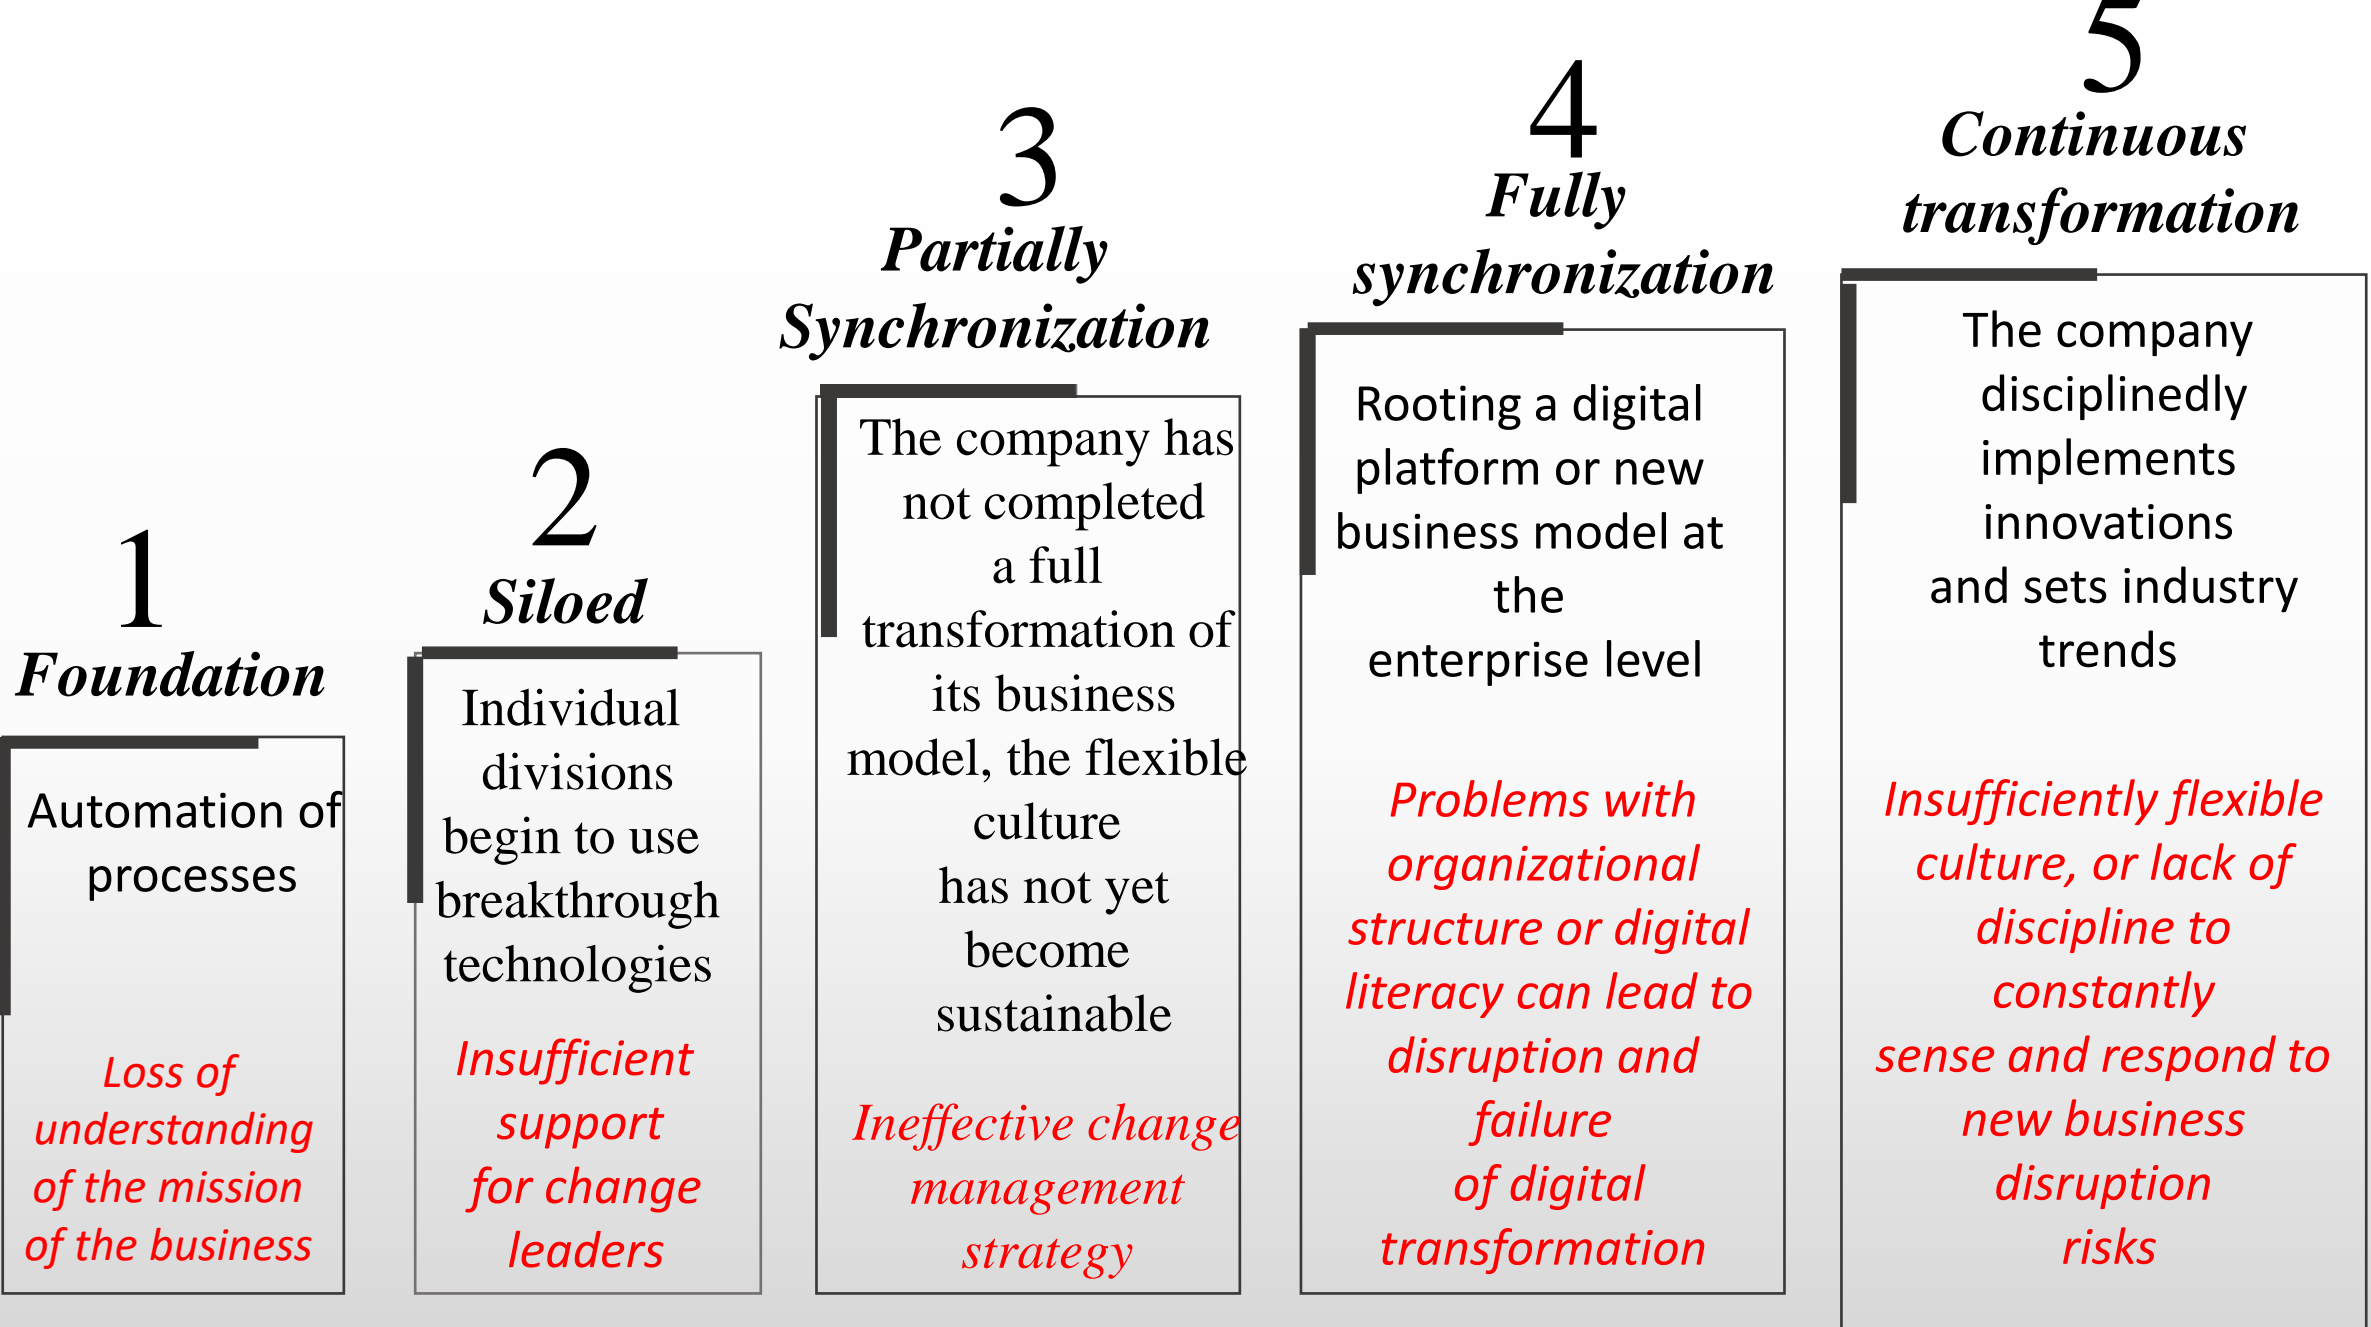 1
Foundation
Automation of
processes
Loss of
understanding
of the mission
of the business
2
Siloed
Individual
divisions
begin to use
breakthrough
technologies
Insufficient
support
for change
leaders
3
Partially
Synchronization
The company has
not completed
a full
transformation of
its business
model, the flexible
culture
has not yet
become
sustainable
Ineffective change
management
strategy
4
Fully
synchronization
Rooting a digital
platform or new
business model at
the
enterprise level
Problems with
organizational
structure or digital
literacy can lead to
disruption and
failure
of digital
transformation
5
Continuous
transformation
The company
disciplinedly
implements
innovations
and sets industry
trends
Insufficiently flexible
culture, or lack of
discipline to
constantly
sense and respond to
new business
disruption
risks